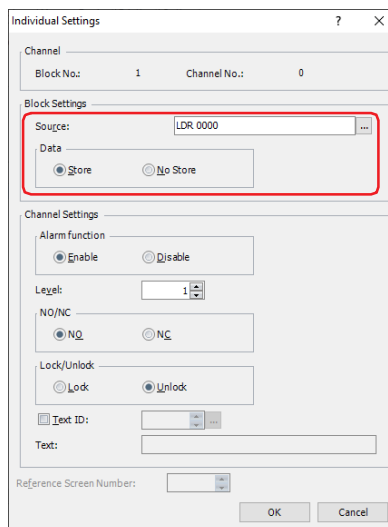 Individual Settings ? ×
Channel
Block No.: 1 Channel No.: 0
Block Settings
Source: LDR 0000 ...
Data
Store No Store
Channel Settings
Alarm function
Enable Disable
Level: 1
NO/NC
NO NC
Lock/Unlock
Lock Unlock
Text ID: ...
Text:
Reference Screen Number:
OK Cancel